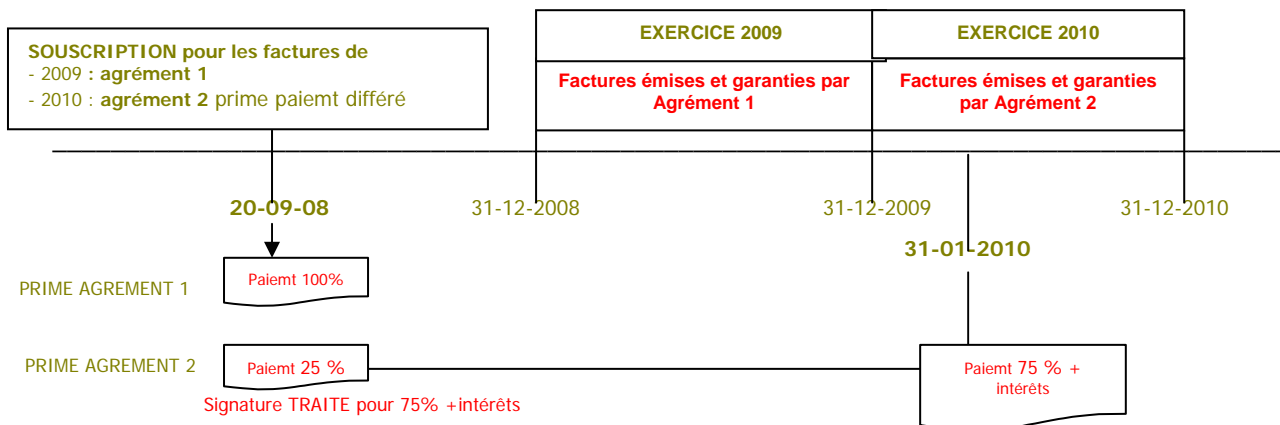 SOUSCRIPTION pour les factures de
- 2009 : agrément 1
- 2010 : agrément 2 prime paiemt différé
EXERCICE 2009
EXERCICE 2010
Factures émises et garanties par
Agrément 1
Factures émises et garanties
par Agrément 2
20-09-08
31-12-2008
31-12-2009
31-12-2010
31-01-2010
PRIME AGREMENT 1
Paiemt 100%
PRIME AGREMENT 2
Paiemt 25 %
Paiemt 75 % +
intérêts
Signature TRAITE pour 75% +intérêts